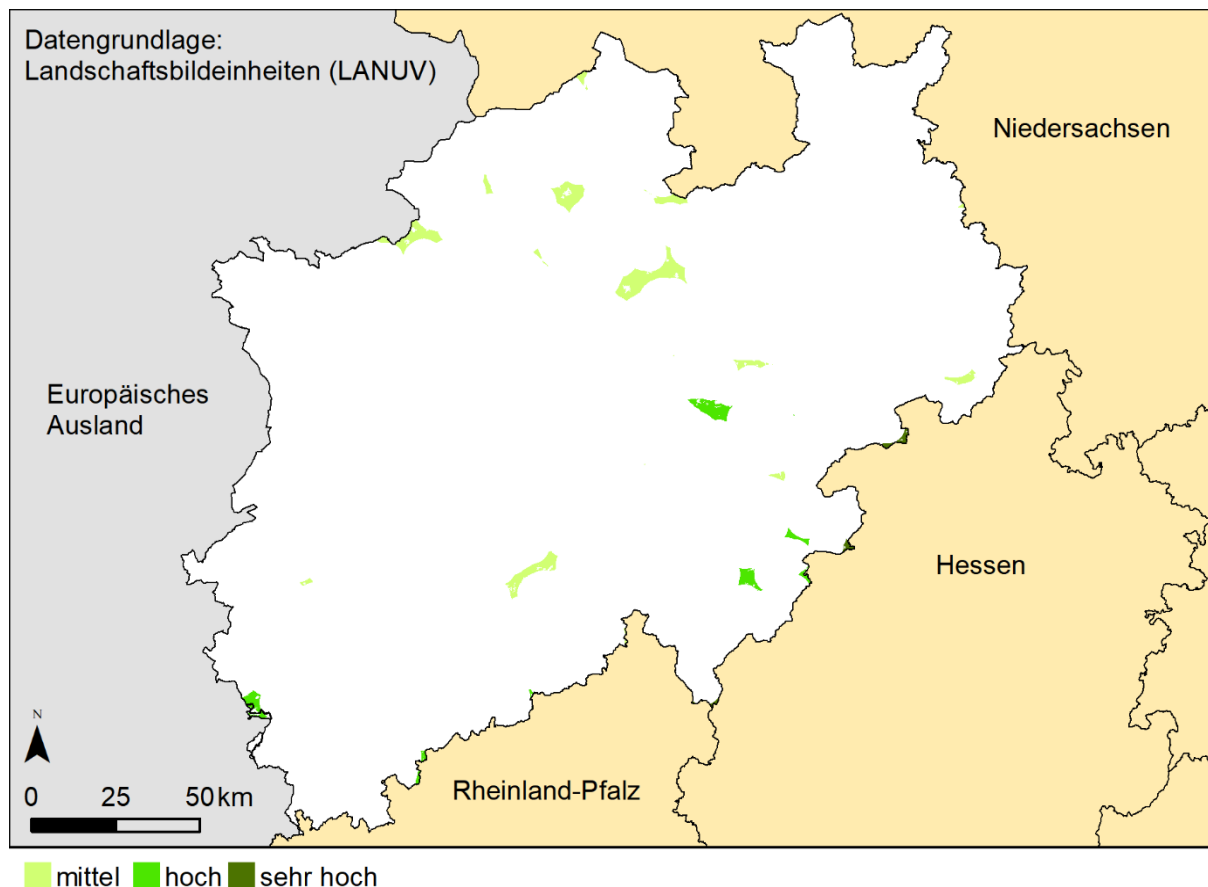 Datengrundlage:
Landschaftsbildeinheiten (LANUV)
Niedersachsen
Europäisches
Ausland
Hessen
N
Rheinland-Pfalz
0 25 50 km
mittel hoch sehr hoch